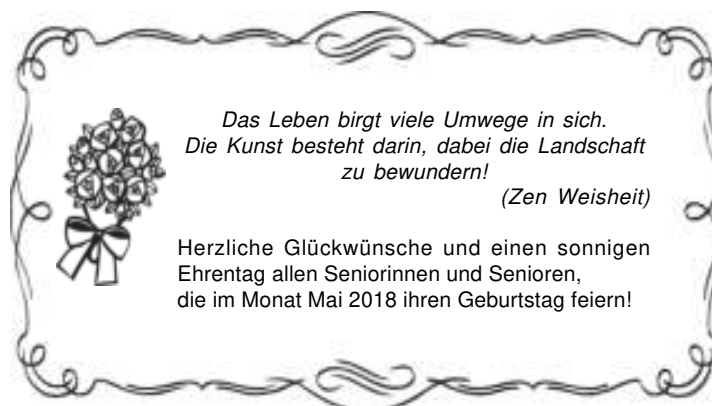 Das Leben birgt viele Umwege in sich.
Die Kunst besteht darin, dabei die Landschaft
zu bewundern!
(Zen Weisheit)
Herzliche Glückwünsche und einen sonnigen
Ehrentag allen Seniorinnen und Senioren,
die im Monat Mai 2018 ihren Geburtstag feiern!